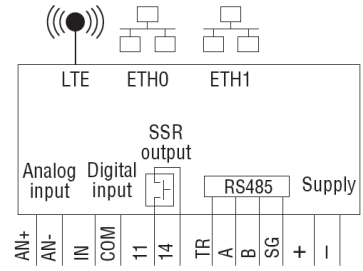 LTE ETH0 ETH1
SSR
output
Analog
input
Digital
input
RS485
Supply
AN+ AN- IN COM 11 14 TR A B SG + –